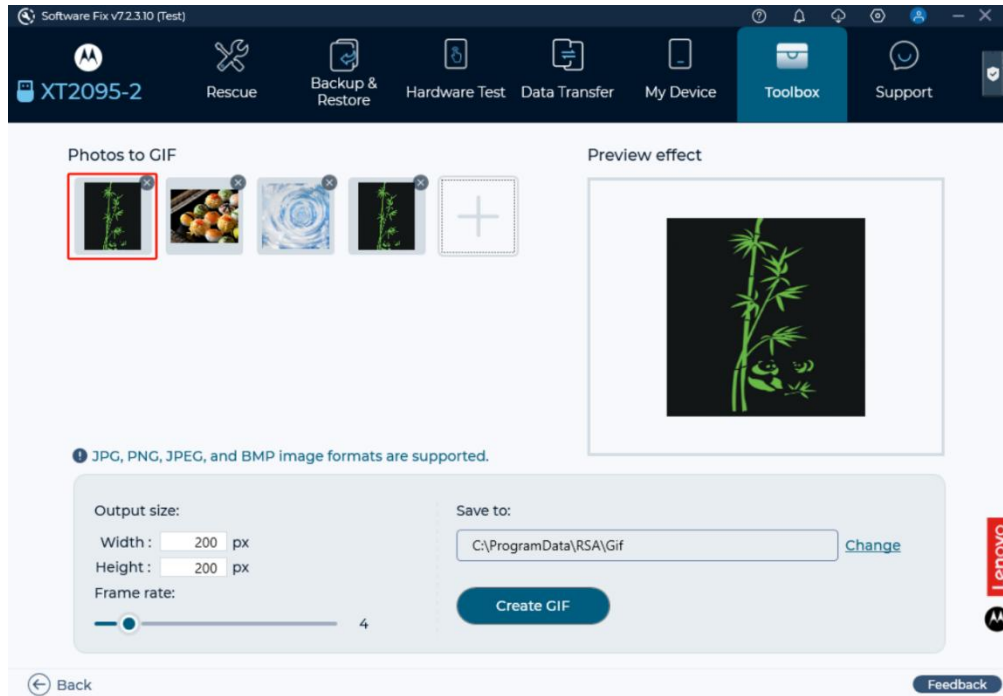 Software Fix v7.2.3.10 (Test)
XT2095-2
Rescue
Backup &
Restore
Hardware Test
Data Transfer
My Device
Toolbox
Support
Photos to GIF
Preview effect
JPG, PNG, JPEG, and BMP image formats are supported.
Output size:
Width : 200 px
Height : 200 px
Frame rate:
4
Save to:
C:\ProgramData\RSA\Gif
Change
Create GIF
Lenovo
Back
Feedback